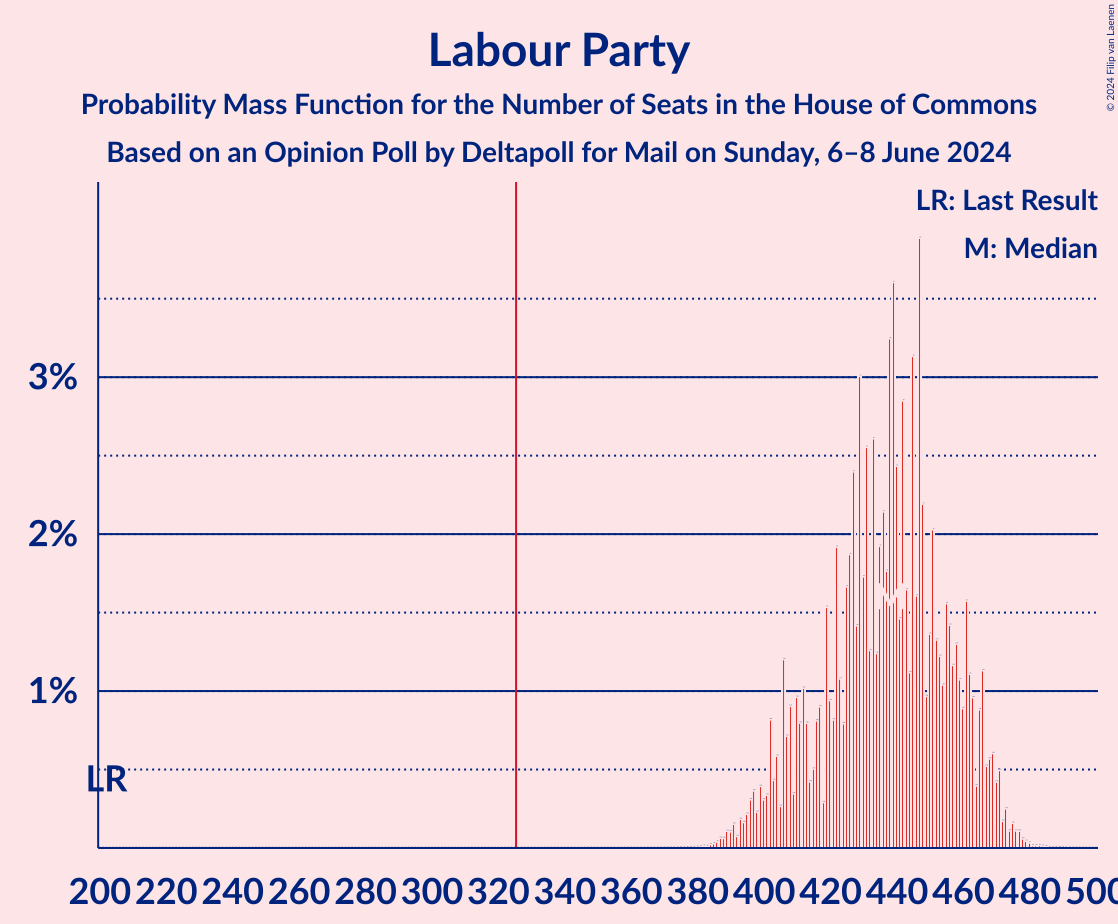 Labour Party
Probability Mass Function for the Number of Seats in the House of Commons
Based on an Opinion Poll by Deltapoll for Mail on Sunday, 6–8 June 2024
© 2024 Filip van Laenen
LR: Last Result
M: Median
3%
2%
1%
LR
200 220 240 260 280 300 320 340 360 380 400 420 440 460 480 500